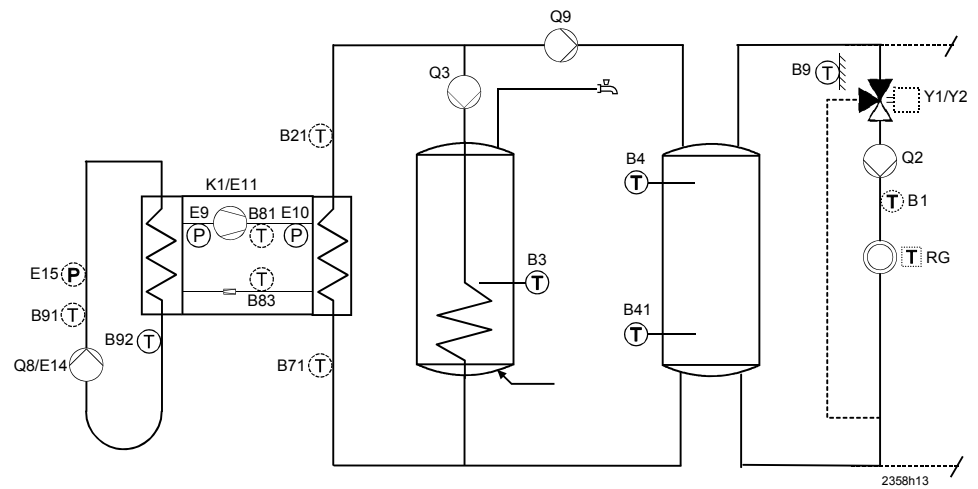 Q9
Q3
B9 T
Y1/Y2
B21 T
B4
T
Q2
K1/E11
T B1
E9 B81 E10
P T P
B3
T
T RG
E15 P
T
B83
B91 T
B92 T
B41
T
Q8/E14
B71 T
2358h13